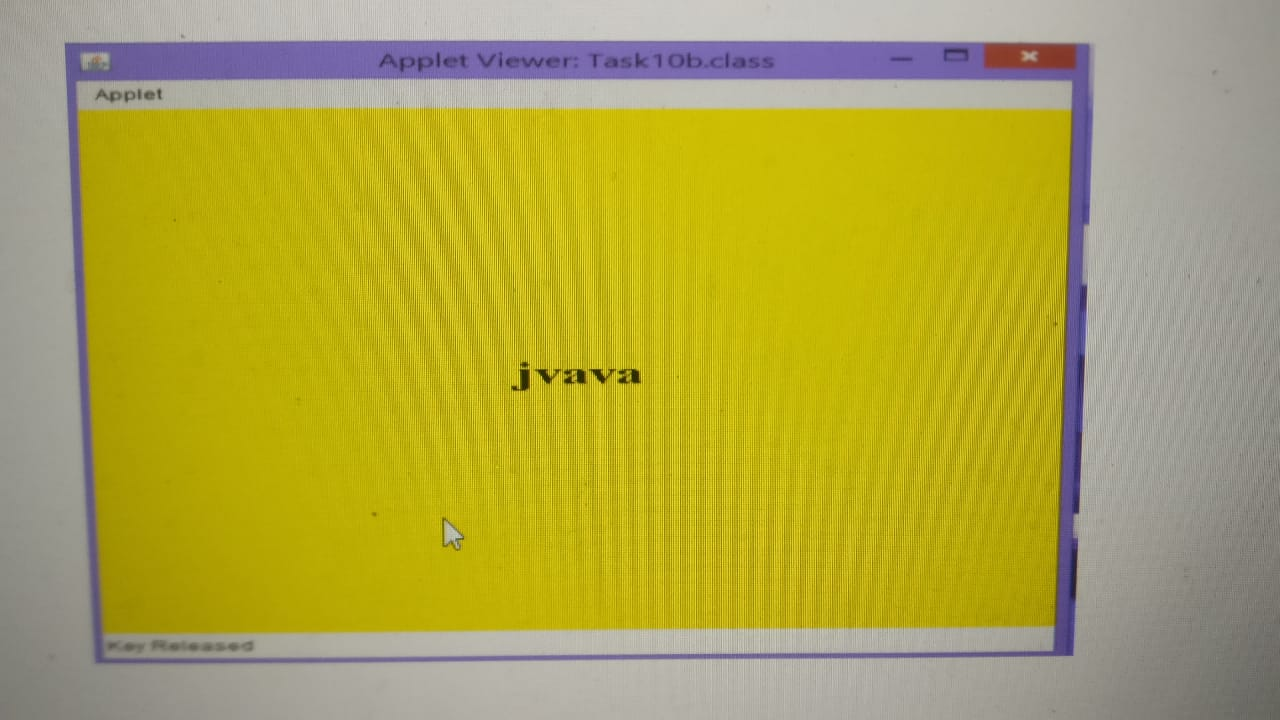 Applet Viewer: Task10b.class
Applet
jvava
Key Released